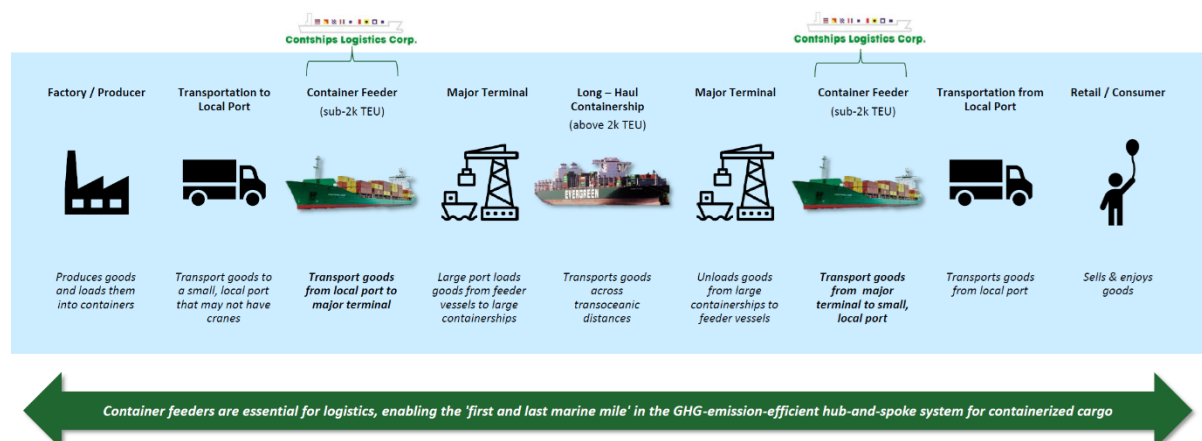 Contships Logistics Corp.
Contships Logistics Corp.
Factory / Producer
Transportation to
Local Port
Container Feeder
(sub-2k TEU)
Major Terminal
Long – Haul
Containership
(above 2k TEU)
Major Terminal
Container Feeder
(sub-2k TEU)
Transportation from
Local Port
Retail / Consumer
EVERGREEN
Produces goods
and loads them
into containers
Transport goods to
a small, local port
that may not have
cranes
Transport goods
from local port to
major terminal
Large port loads
goods from feeder
vessels to large
containerships
Transports goods
across
transoceanic
distances
Unloads goods
from large
containerships to
feeder vessels
Transport goods
from major
terminal to small,
local port
Transports goods
from local port
Sells & enjoys
goods
Container feeders are essential for logistics, enabling the 'first and last marine mile' in the GHG-emission-efficient hub-and-spoke system for containerized cargo